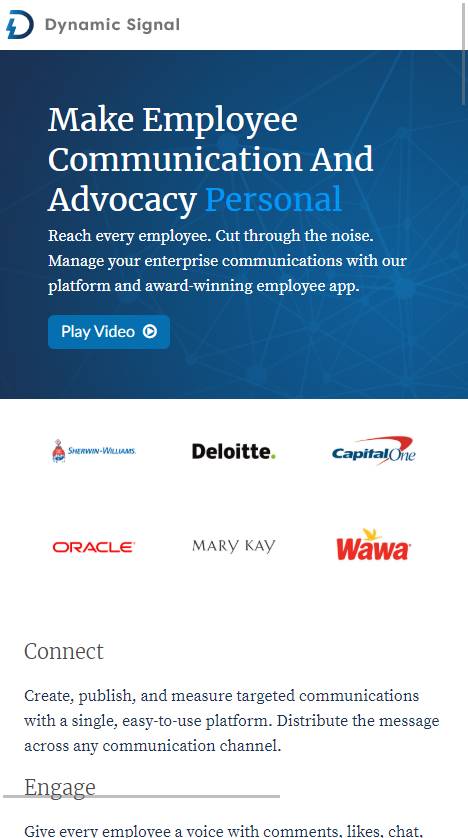 Dynamic Signal
Make Employee
Communication And
Advocacy Personal
Reach every employee. Cut through the noise.
Manage your enterprise communications with our
platform and award-winning employee app.
Play Video
SHERWIN-WILLIAMS.
Deloitte.
CapitalOne
ORACLE
MARY KAY
Wawa
Connect
Create, publish, and measure targeted communications
with a single, easy-to-use platform. Distribute the message
across any communication channel.
Engage
Give every employee a voice with comments, likes, chat,